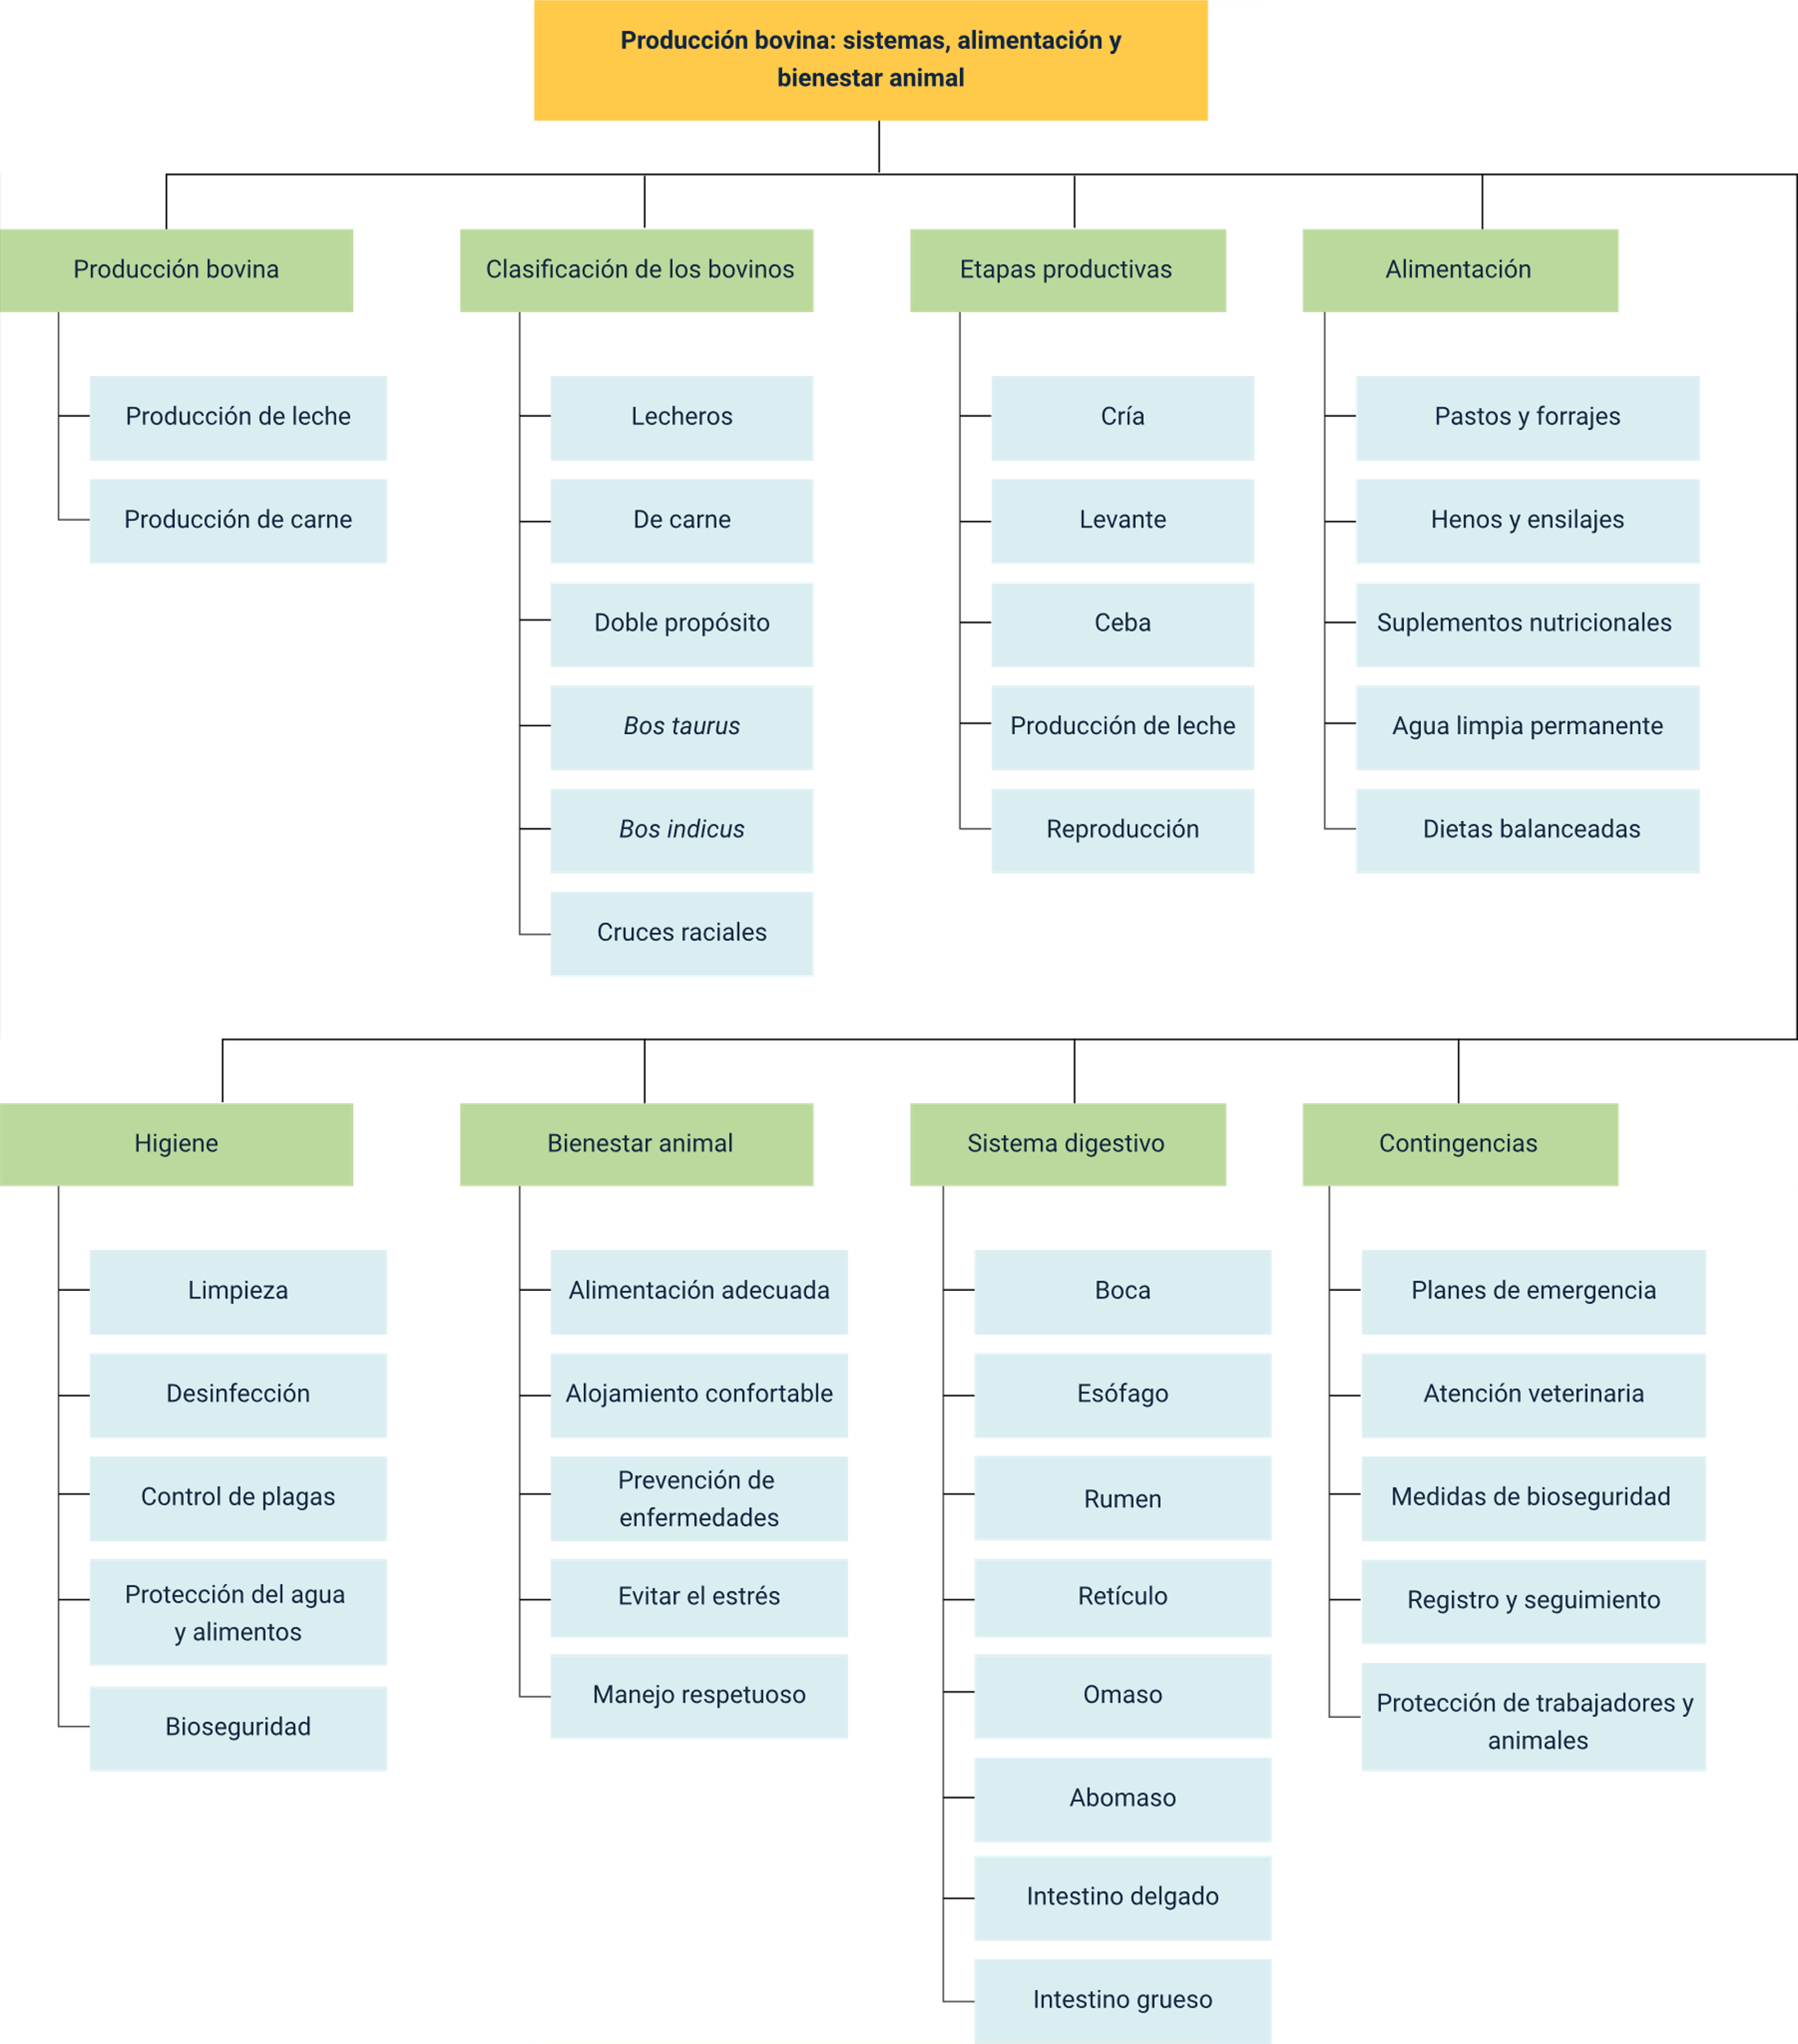 Producción bovina: sistemas, alimentación y
bienestar animal
Producción bovina
Producción de leche
Producción de carne
Clasificación de los bovinos
Lecheros
De carne
Doble propósito
Bos taurus
Bos indicus
Cruces raciales
Etapas productivas
Cría
Levante
Ceba
Producción de leche
Reproducción
Alimentación
Pastos y forrajes
Henos y ensilajes
Suplementos nutricionales
Agua limpia permanente
Dietas balanceadas
Higiene
Limpieza
Desinfección
Control de plagas
Protección del agua
y alimentos
Bioseguridad
Bienestar animal
Alimentación adecuada
Alojamiento confortable
Prevención de
enfermedades
Evitar el estrés
Manejo respetuoso
Sistema digestivo
Boca
Esófago
Rumen
Retículo
Omaso
Abomaso
Intestino delgado
Intestino grueso
Contingencias
Planes de emergencia
Atención veterinaria
Medidas de bioseguridad
Registro y seguimiento
Protección de trabajadores y
animales